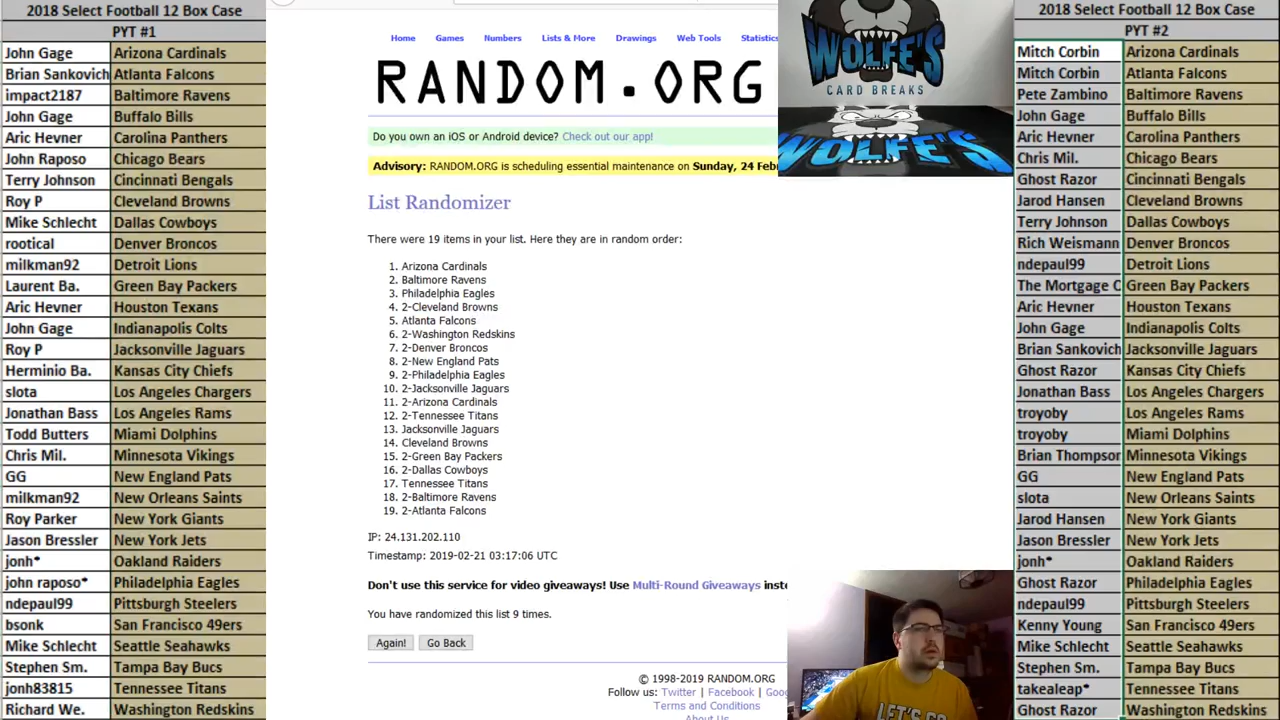 2018 Select Football 12 Box Case
PYT #1
John Gage Arizona Cardinals
Brian Sankovich Atlanta Falcons
impact2187 Baltimore Ravens
John Gage Buffalo Bills
Aric Hevner Carolina Panthers
John Raposo Chicago Bears
Terry Johnson Cincinnati Bengals
Roy P Cleveland Browns
Mike Schlecht Dallas Cowboys
rootical Denver Broncos
milkman92 Detroit Lions
Laurent Ba. Green Bay Packers
Aric Hevner Houston Texans
John Gage Indianapolis Colts
Roy P Jacksonville Jaguars
Herminio Ba. Kansas City Chiefs
slota Los Angeles Chargers
Jonathan Bass Los Angeles Rams
Todd Butters Miami Dolphins
Chris Mil. Minnesota Vikings
GG New England Pats
milkman92 New Orleans Saints
Roy Parker New York Giants
Jason Bressler New York Jets
jonh* Oakland Raiders
john raposo* Philadelphia Eagles
ndepaul99 Pittsburgh Steelers
bsonk San Francisco 49ers
Mike Schlecht Seattle Seahawks
Stephen Sm. Tampa Bay Bucs
jonh83815 Tennessee Titans
Richard We. Washington Redskins
Home Games Numbers Lists & More Drawings Web Tools Statistics
RANDOM.ORG
Do you own an iOS or Android device? Check out our app!
Advisory: RANDOM.ORG is scheduling essential maintenance on Sunday, 24 Feb
List Randomizer
There were 19 items in your list. Here they are in random order:
1. Arizona Cardinals
2. Baltimore Ravens
3. Philadelphia Eagles
4. 2-Cleveland Browns
5. Atlanta Falcons
6. 2-Washington Redskins
7. 2-Denver Broncos
8. 2-New England Pats
9. 2-Philadelphia Eagles
10. 2-Jacksonville Jaguars
11. 2-Arizona Cardinals
12. 2-Tennessee Titans
13. Jacksonville Jaguars
14. Cleveland Browns
15. 2-Green Bay Packers
16. 2-Dallas Cowboys
17. Tennessee Titans
18. 2-Baltimore Ravens
19. 2-Atlanta Falcons
IP: 24.131.202.110
Timestamp: 2019-02-21 03:17:06 UTC
Don't use this service for video giveaways! Use Multi-Round Giveaways inste
You have randomized this list 9 times.
Again! Go Back
© 1998-2019 RANDOM.ORG
Follow us: Twitter | Facebook | Goog
Terms and Conditions
About Us
WOLFE'S
CARD BREAKS
WOLFE'S
LET'S GO
2018 Select Football 12 Box Case
PYT #2
Mitch Corbin Arizona Cardinals
Mitch Corbin Atlanta Falcons
Pete Zambino Baltimore Ravens
John Gage Buffalo Bills
Aric Hevner Carolina Panthers
Chris Mil. Chicago Bears
Ghost Razor Cincinnati Bengals
Jarod Hansen Cleveland Browns
Terry Johnson Dallas Cowboys
Rich Weismann Denver Broncos
ndepaul99 Detroit Lions
The Mortgage C Green Bay Packers
Aric Hevner Houston Texans
John Gage Indianapolis Colts
Brian Sankovich Jacksonville Jaguars
Ghost Razor Kansas City Chiefs
Jonathan Bass Los Angeles Chargers
troyoby Los Angeles Rams
troyoby Miami Dolphins
Brian Thompson Minnesota Vikings
GG New England Pats
slota New Orleans Saints
Jarod Hansen New York Giants
Jason Bressler New York Jets
jonh* Oakland Raiders
Ghost Razor Philadelphia Eagles
ndepaul99 Pittsburgh Steelers
Kenny Young San Francisco 49ers
Mike Schlecht Seattle Seahawks
Stephen Sm. Tampa Bay Bucs
takealeap* Tennessee Titans
Ghost Razor Washington Redskins